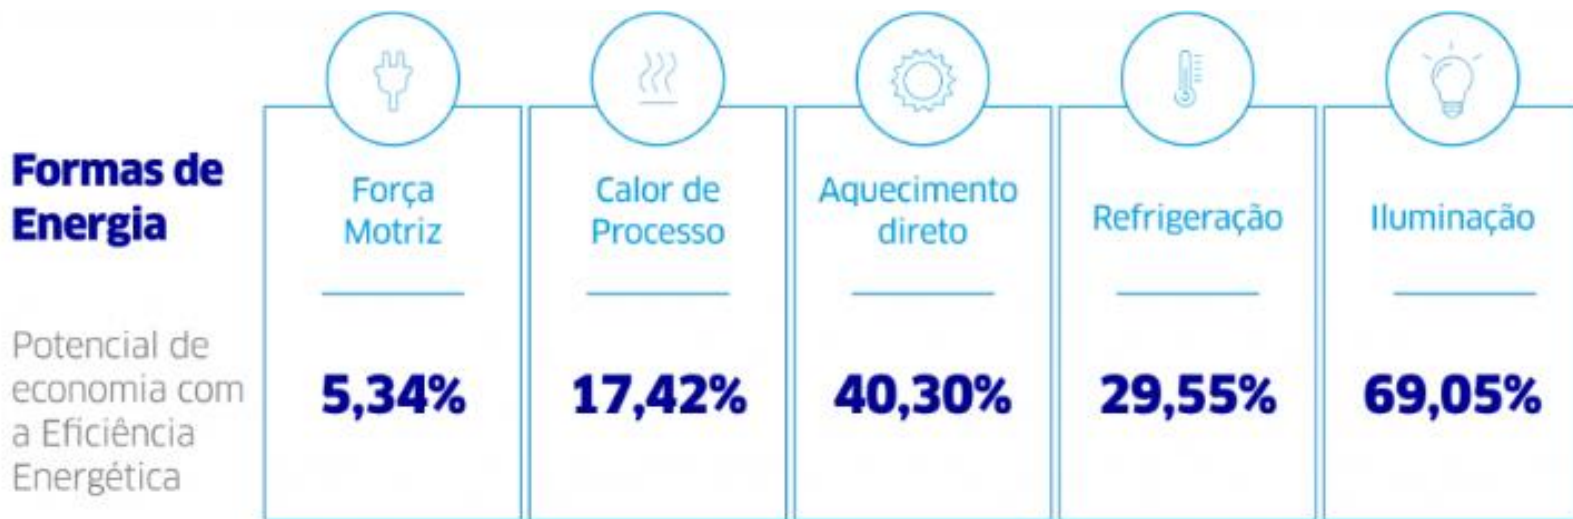 Formas de
Energia
Potencial de
economia com
a Eficiência
Energética
Força
Motriz
5,34%
Calor de
Processo
17,42%
Aquecimento
direto
40,30%
Refrigeração
29,55%
Iluminação
69,05%